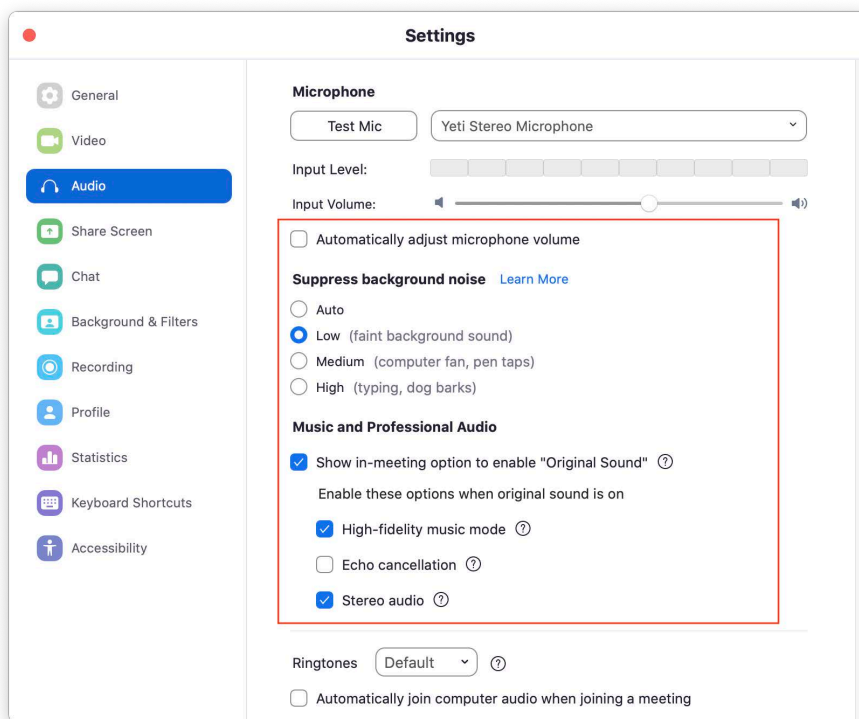 Settings
General
Video
Audio
Share Screen
Chat
Background & Filters
Recording
Profile
Statistics
Keyboard Shortcuts
Accessibility
Microphone
Test Mic
Yeti Stereo Microphone
Input Level:
Input Volume:
Automatically adjust microphone volume
Suppress background noise Learn More
Auto
Low (faint background sound)
Medium (computer fan, pen taps)
High (typing, dog barks)
Music and Professional Audio
Show in-meeting option to enable "Original Sound" ?
Enable these options when original sound is on
High-fidelity music mode ?
Echo cancellation ?
Stereo audio ?
Ringtones Default ?
Automatically join computer audio when joining a meeting